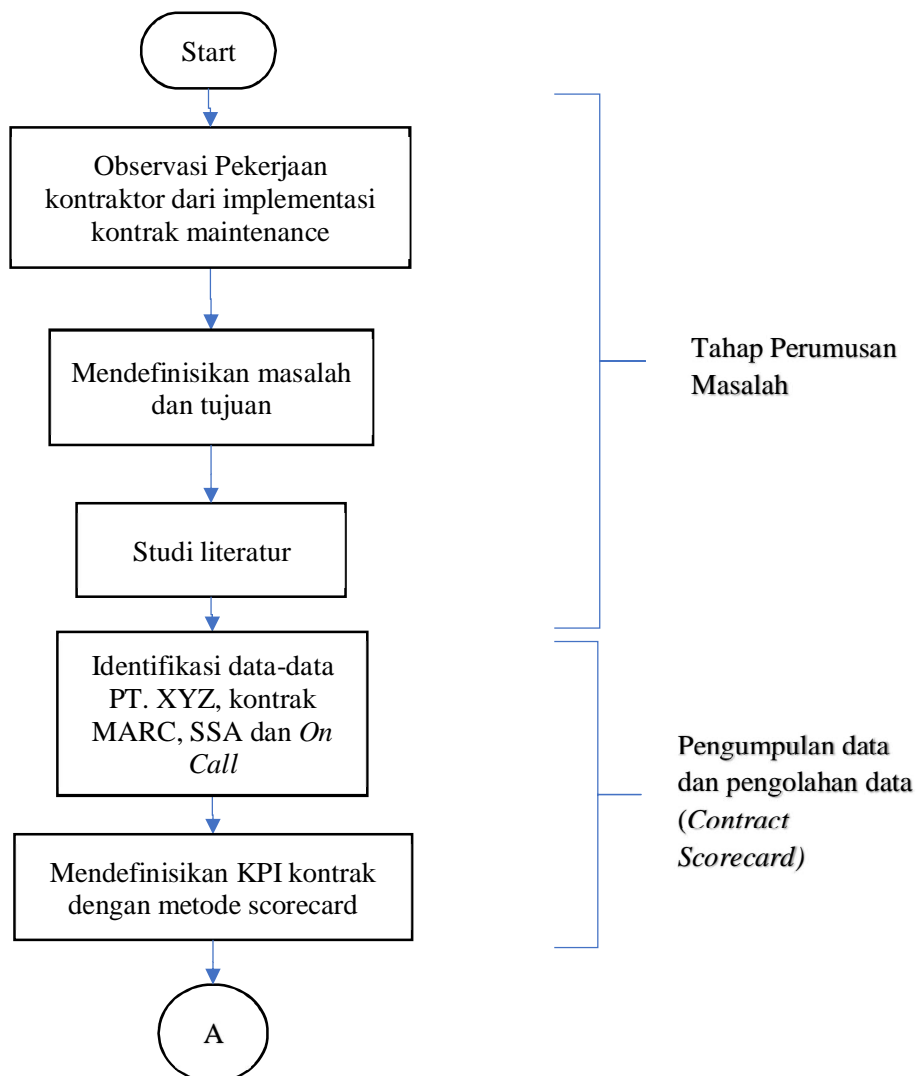 Start
Observasi Pekerjaan
kontraktor dari implementasi
kontrak maintenance
Mendefinisikan masalah
dan tujuan
Tahap Perumusan
Masalah
Studi literatur
Identifikasi data-data
PT. XYZ, kontrak
MARC, SSA dan On
Call
Pengumpulan data
dan pengolahan data
(Contract
Scorecard)
Mendefinisikan KPI kontrak
dengan metode scorecard
A